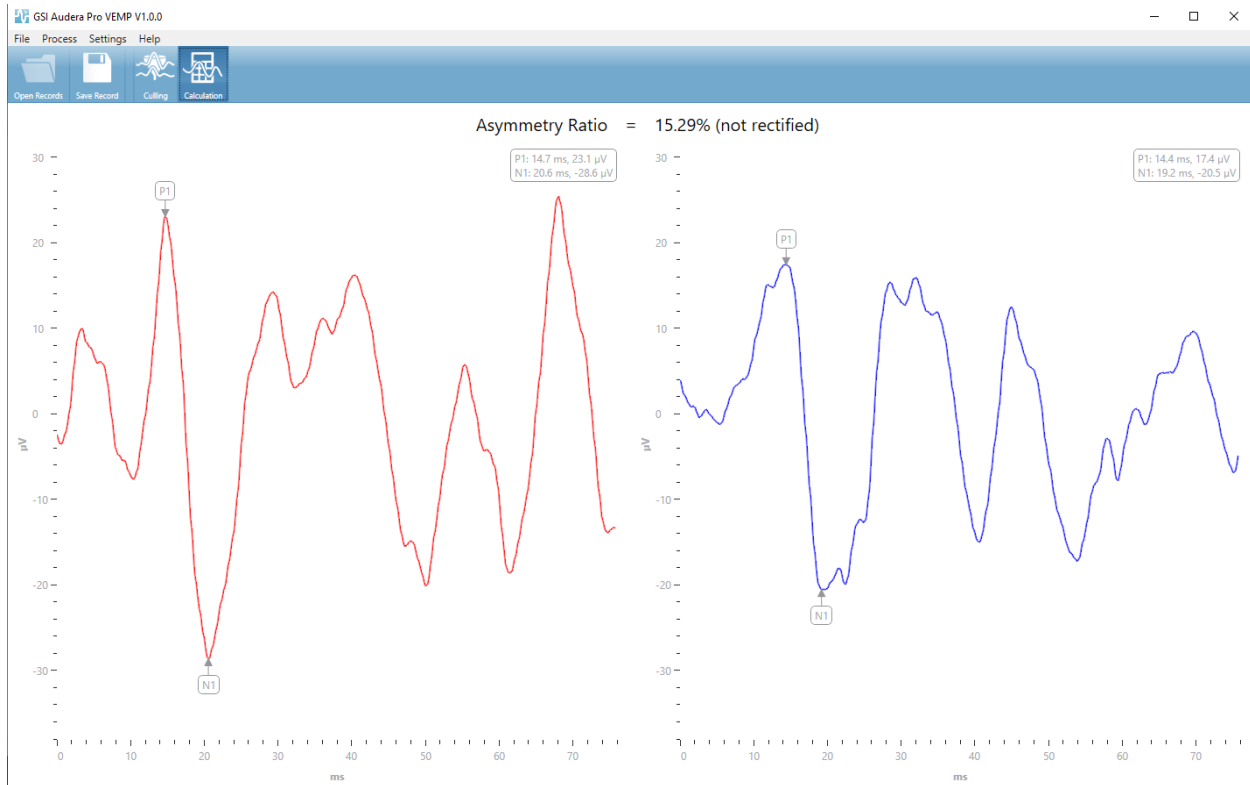 GSI Audera Pro VEMP V1.0.0
File Process Settings Help
Open Records Save Record Culling Calculation
Asymmetry Ratio = 15.29% (not rectified)
P1: 14.7 ms, 23.1 µV
N1: 20.6 ms, -28.6 µV
P1
N1
30
20
10
0
-10
-20
-30
µV
0 10 20 30 40 50 60 70
ms
P1: 14.4 ms, 17.4 µV
N1: 19.2 ms, -20.5 µV
P1
N1
30
20
10
0
-10
-20
-30
µV
0 10 20 30 40 50 60 70
ms